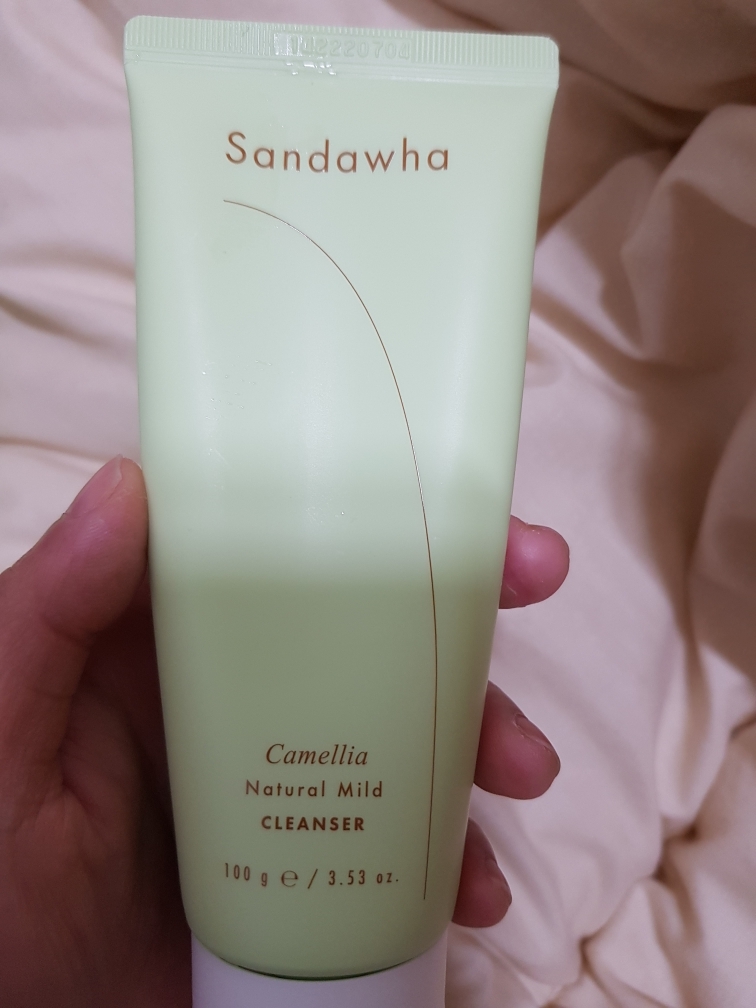 Sandawha
Camellia
Natural Mild
CLEANSER
100 g ℮ / 3.53 oz.